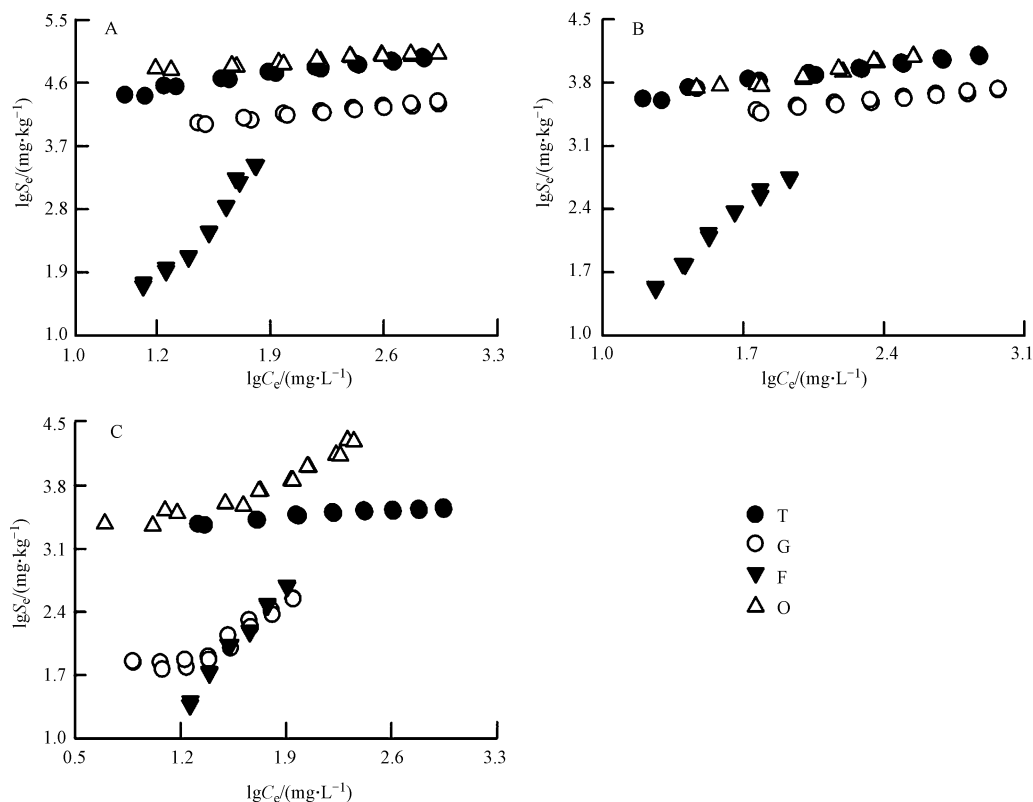 A
5.5
4.6
3.7
2.8
1.9
1.0
lgSe/(mg·kg⁻¹)
1.0 1.2 1.9 2.6 3.3
lgCe/(mg·L⁻¹)
B
4.5
3.8
3.1
2.4
1.7
1.0
lgSe/(mg·kg⁻¹)
1.0 1.7 2.4 3.1
lgCe/(mg·L⁻¹)
C
4.5
3.8
3.1
2.4
1.7
1.0
lgSe/(mg·kg⁻¹)
0.5 1.2 1.9 2.6 3.3
lgCe/(mg·L⁻¹)
T
G
F
O